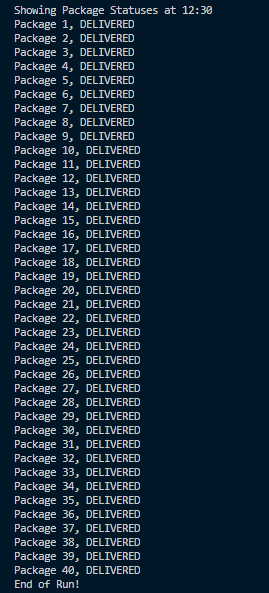 Showing Package Statuses at 12:30
Package 1, DELIVERED
Package 2, DELIVERED
Package 3, DELIVERED
Package 4, DELIVERED
Package 5, DELIVERED
Package 6, DELIVERED
Package 7, DELIVERED
Package 8, DELIVERED
Package 9, DELIVERED
Package 10, DELIVERED
Package 11, DELIVERED
Package 12, DELIVERED
Package 13, DELIVERED
Package 14, DELIVERED
Package 15, DELIVERED
Package 16, DELIVERED
Package 17, DELIVERED
Package 18, DELIVERED
Package 19, DELIVERED
Package 20, DELIVERED
Package 21, DELIVERED
Package 22, DELIVERED
Package 23, DELIVERED
Package 24, DELIVERED
Package 25, DELIVERED
Package 26, DELIVERED
Package 27, DELIVERED
Package 28, DELIVERED
Package 29, DELIVERED
Package 30, DELIVERED
Package 31, DELIVERED
Package 32, DELIVERED
Package 33, DELIVERED
Package 34, DELIVERED
Package 35, DELIVERED
Package 36, DELIVERED
Package 37, DELIVERED
Package 38, DELIVERED
Package 39, DELIVERED
Package 40, DELIVERED
End of Run!